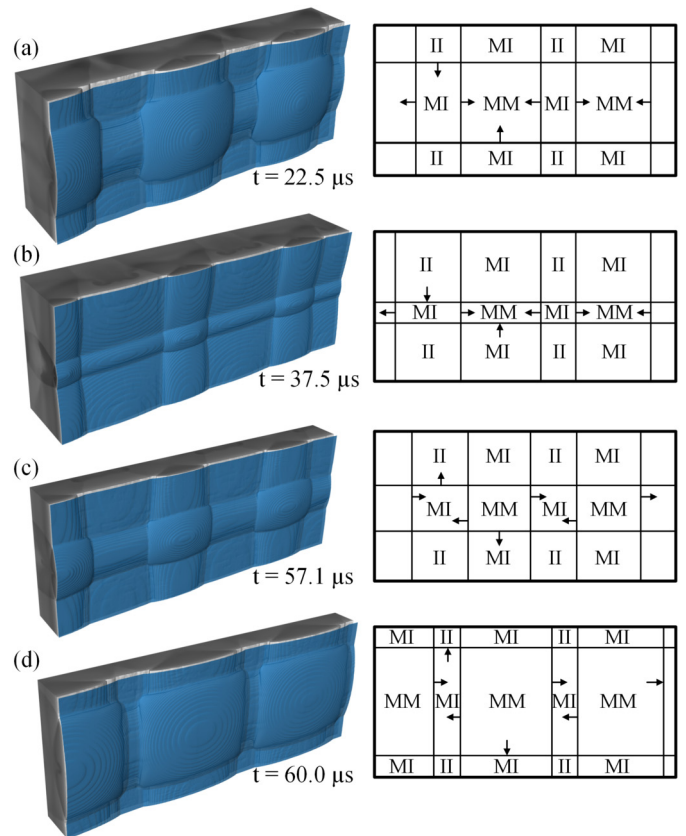 (a)
t = 22.5 μs
II MI II MI
MI MM MI MM
II MI II MI
(b)
t = 37.5 μs
II MI II MI
MI MM MI MM
II MI II MI
(c)
t = 57.1 μs
II MI II MI
MI MM MI MM
II MI II MI
(d)
t = 60.0 μs
MI II MI II MI
MM MI MM MI MM
MI II MI II MI